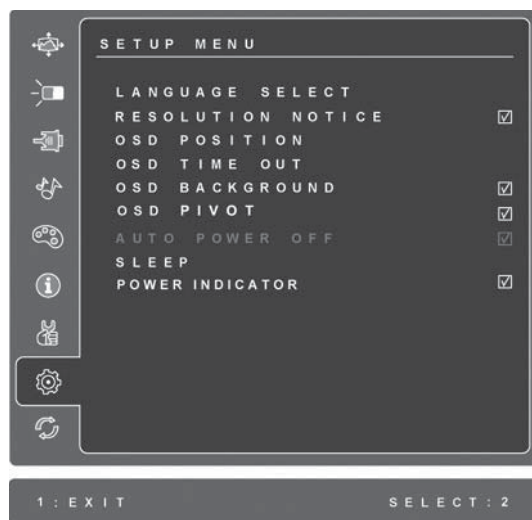 SETUP MENU
LANGUAGE SELECT
RESOLUTION NOTICE ☑
OSD POSITION
OSD TIME OUT
OSD BACKGROUND ☑
OSD PIVOT ☑
AUTO POWER OFF ☑
SLEEP
POWER INDICATOR ☑
1:EXIT SELECT:2